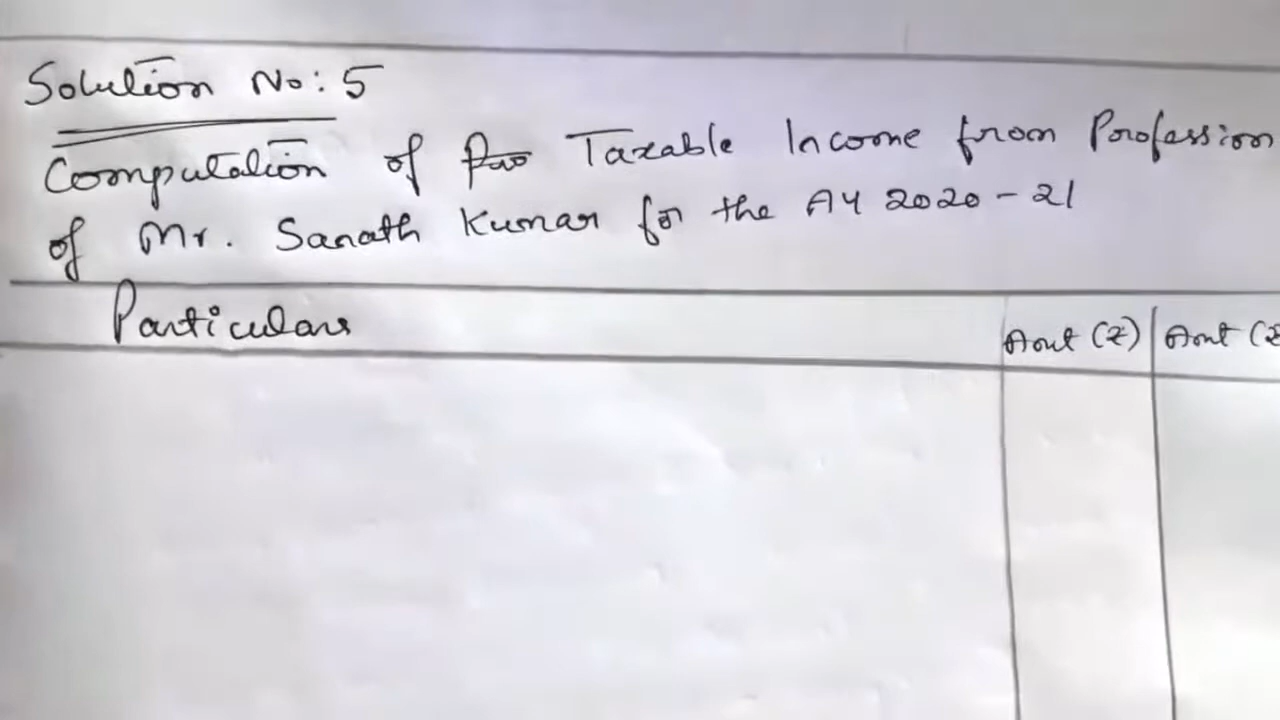 Solution No: 5
Computation of Taxable Income from Profession
of Mr. Sanath Kumar for the AY 2020-21
Particulars Amt (₹) Amt (₹